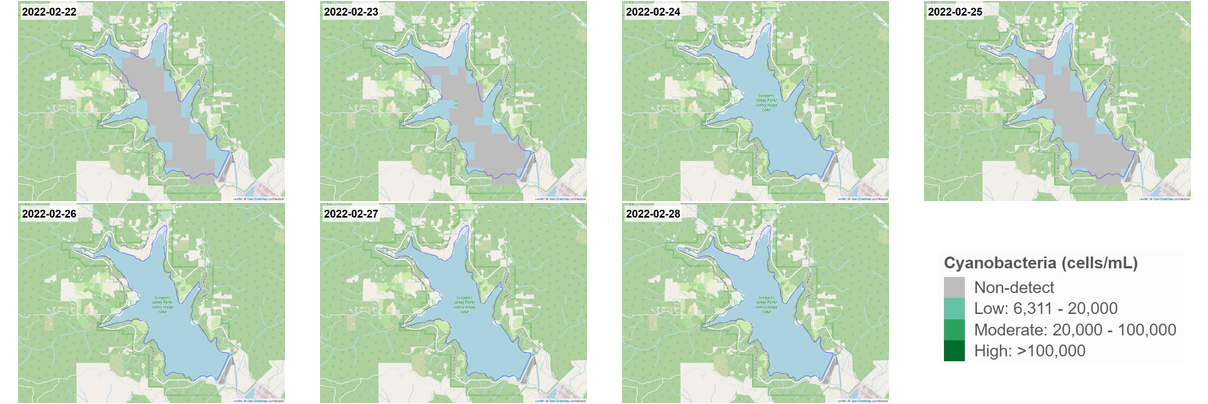 2022-02-22
2022-02-23
2022-02-24
2022-02-25
2022-02-26
2022-02-27
2022-02-28
Cyanobacteria (cells/mL)
Non-detect
Low: 6,311 - 20,000
Moderate: 20,000 - 100,000
High: >100,000